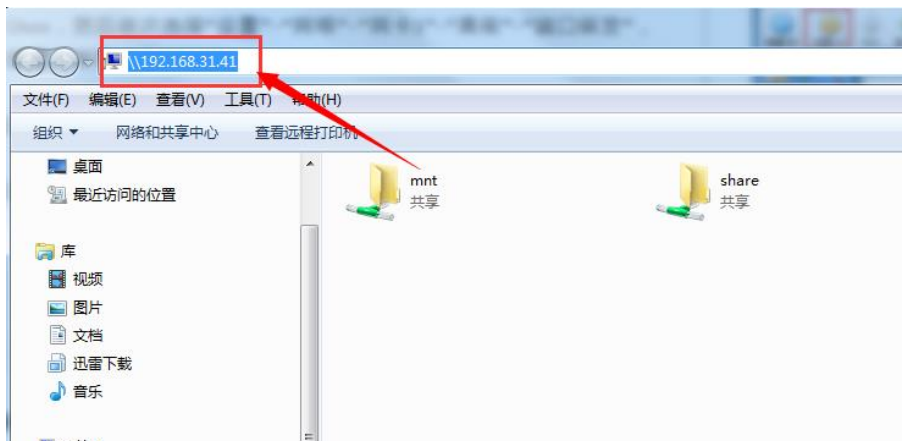 \\192.168.31.41
文件(F) 编辑(E) 查看(V) 工具(T) 帮助(H)
组织 网络和共享中心 查看远程打印机
桌面
最近访问的位置
库
视频
图片
文档
迅雷下载
音乐
mnt
共享
share
共享